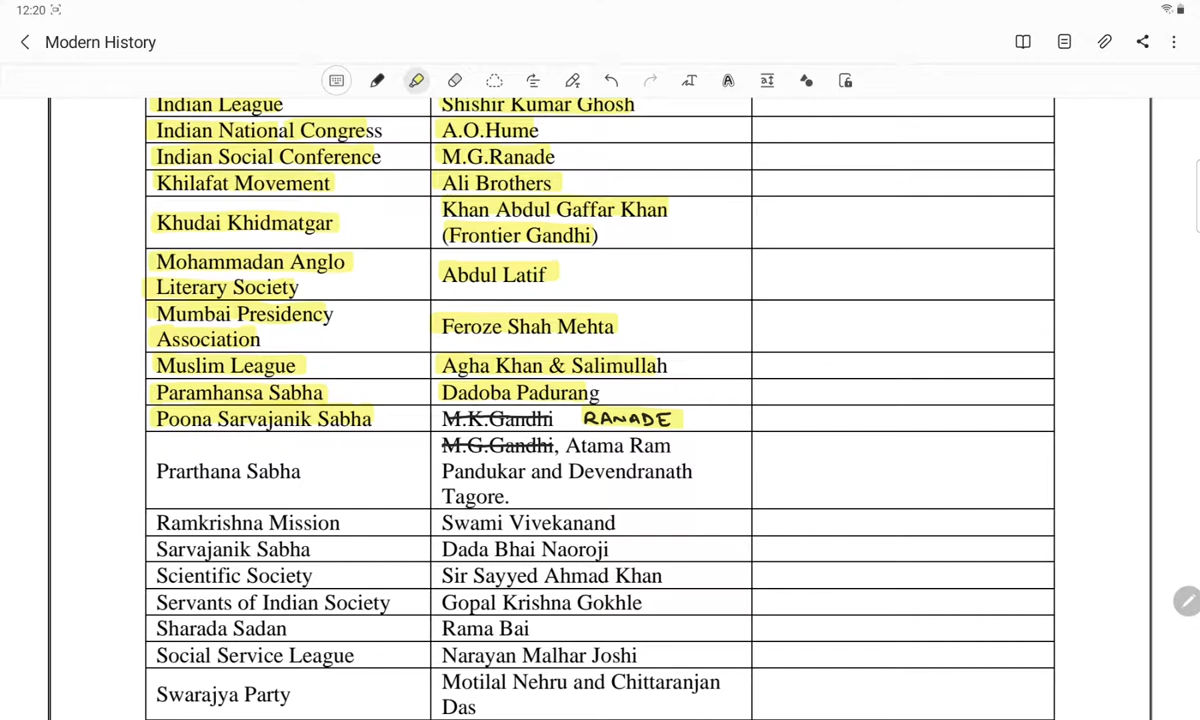 12:20
Modern History
Indian League Shishir Kumar Ghosh
Indian National Congress A.O.Hume
Indian Social Conference M.G.Ranade
Khilafat Movement Ali Brothers
Khudai Khidmatgar Khan Abdul Gaffar Khan
(Frontier Gandhi)
Mohammadan Anglo
Literary Society Abdul Latif
Mumbai Presidency
Association Feroze Shah Mehta
Muslim League Agha Khan & Salimullah
Paramhansa Sabha Dadoba Padurang
Poona Sarvajanik Sabha M.K.Gandhi RANADE
Prarthana Sabha M.G.Gandhi, Atama Ram
Pandukar and Devendranath
Tagore.
Ramkrishna Mission Swami Vivekanand
Sarvajanik Sabha Dada Bhai Naoroji
Scientific Society Sir Sayyed Ahmad Khan
Servants of Indian Society Gopal Krishna Gokhle
Sharada Sadan Rama Bai
Social Service League Narayan Malhar Joshi
Swarajya Party Motilal Nehru and Chittaranjan
Das